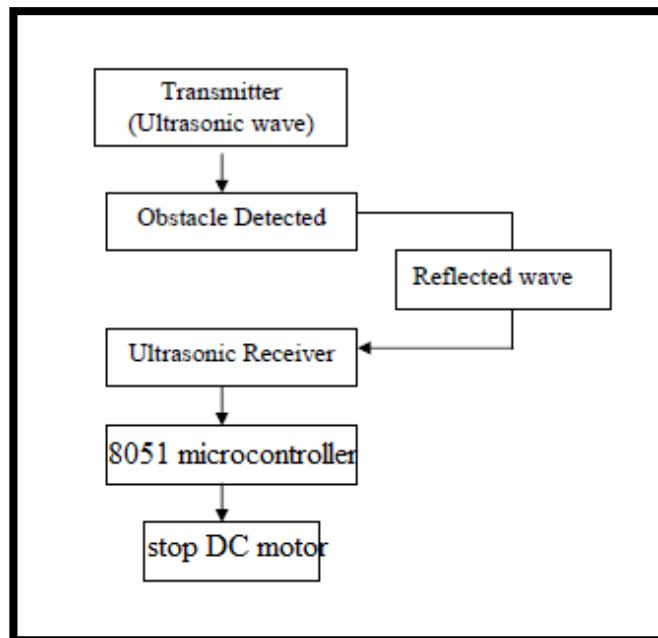 Transmitter
(Ultrasonic wave)
Obstacle Detected
Reflected wave
Ultrasonic Receiver
8051 microcontroller
stop DC motor